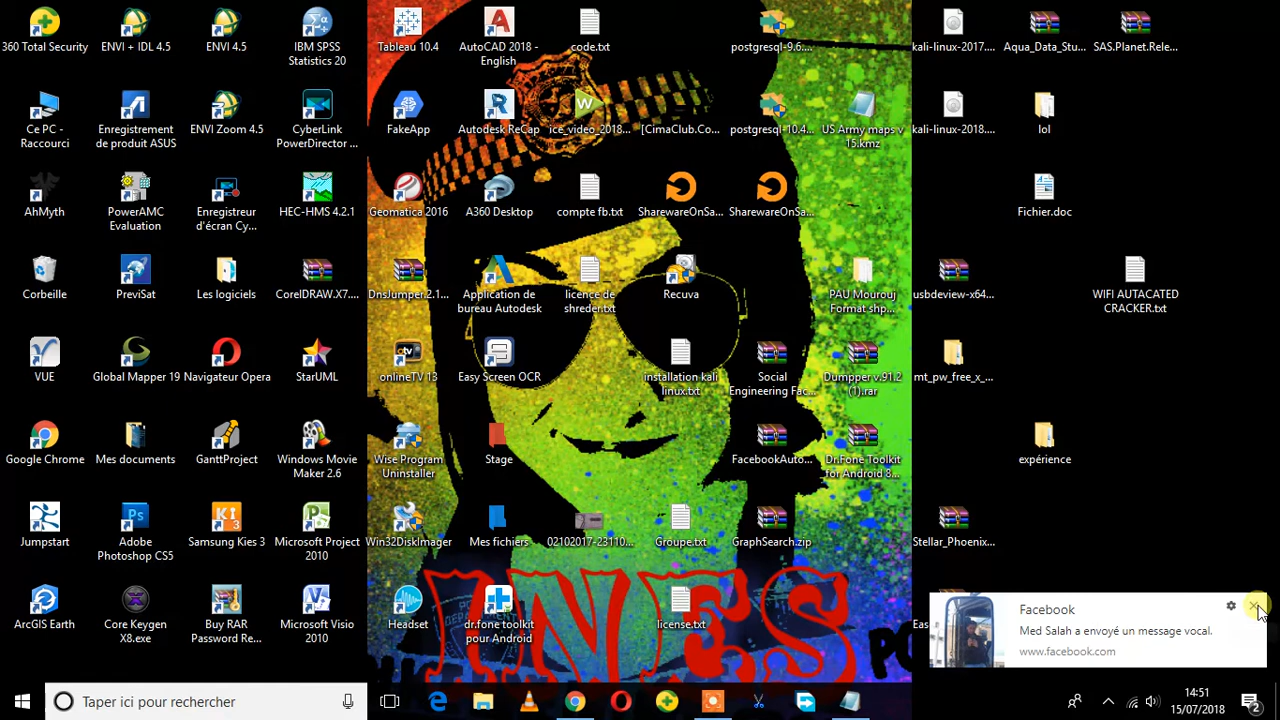 360 Total Security
ENVI + IDL 4.5
ENVI 4.5
IBM SPSS
Statistics 20
Tableau 10.4
AutoCAD 2018 -
English
code.txt
postgresql-9.6....
kali-linux-2017....
Aqua_Data_Stu...
SAS.Planet.Rele...
Ce PC -
Raccourci
Enregistrement
de produit ASUS
ENVI Zoom 4.5
CyberLink
PowerDirector ...
FakeApp
Autodesk ReCap
ice_video_2018...
[CimaClub.Co...
postgresql-10.4...
US Army maps v
15.kmz
kali-linux-2018....
lol
AhMyth
PowerAMC
Evaluation
Enregistreur
d'écran Cy...
HEC-HMS 4.2.1
Geomatica 2016
A360 Desktop
compte fb.txt
SharewareOnSa...
SharewareOnSa...
Fichier.doc
Corbeille
PreviSat
Les logiciels
CorelDRAW.X7....
DnsJumper.2.1...
Application de
bureau Autodesk
licence de
shreder.txt
Recuva
PAU Mourouj
Format shp...
usbdeview-x64...
WIFI AUTACATED
CRACKER.txt
VUE
Global Mapper 19
Navigateur Opera
StarUML
onlineTV 13
Easy Screen OCR
installation kali
linux.txt
Social
Engineering Fac...
Dumpper v.91.2
(1).rar
mt_pw_free_x_...
Google Chrome
Mes documents
GanttProject
Windows Movie
Maker 2.6
Wise Program
Uninstaller
Stage
FacebookAuto...
Dr.Fone Toolkit
for Android 8...
expérience
Jumpstart
Adobe
Photoshop CS5
Samsung Kies 3
Microsoft Project
2010
Win32DiskImager
Mes fichiers
02102017-23110...
Groupe.txt
GraphSearch.zip
Stellar_Phoenix...
ArcGIS Earth
Core Keygen
X8.exe
Buy RAR
Password Re...
Microsoft Visio
2010
Headset
dr.fone toolkit
pour Android
license.txt
Eas
Facebook
Med Salah a envoyé un message vocal.
www.facebook.com
Taper ici pour rechercher
14:51
15/07/2018
2